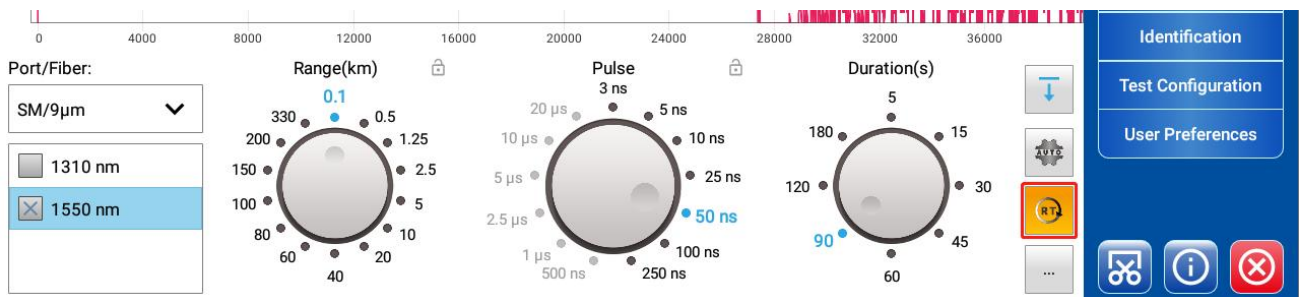 0 4000 8000 12000 16000 20000 24000 28000 32000 36000
Identification
Test Configuration
User Preferences
Port/Fiber:
SM/9µm
1310 nm
1550 nm
Range(km)
0.1
0.5
1.25
2.5
5
10
20
40
60
80
100
150
200
330
Pulse
3 ns
5 ns
10 ns
25 ns
50 ns
100 ns
250 ns
500 ns
1 µs
2.5 µs
5 µs
10 µs
20 µs
Duration(s)
5
15
30
45
60
90
120
180
AUTO
RT
...